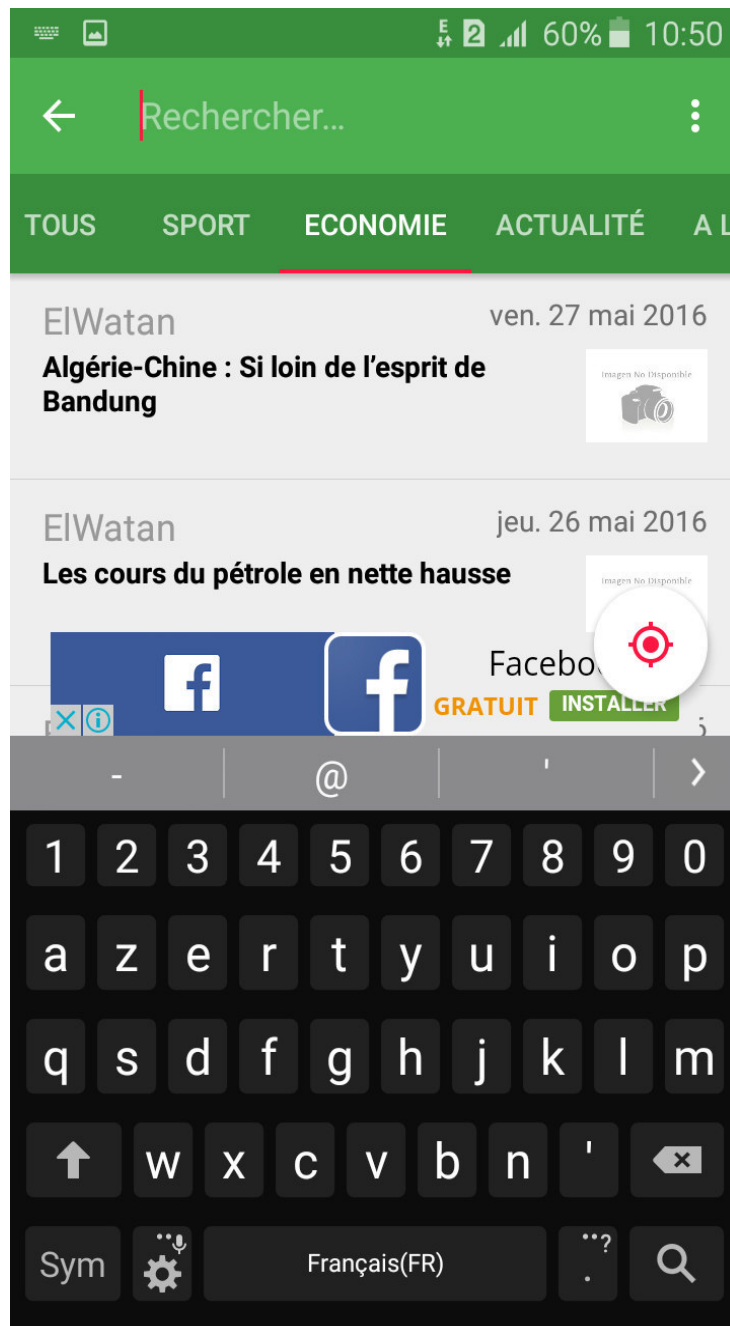 E 2 60% 10:50
Rechercher...
TOUS SPORT ECONOMIE ACTUALITÉ A L
ElWatan ven. 27 mai 2016
Algérie-Chine : Si loin de l'esprit de
Bandung
Imagen No Disponible
ElWatan jeu. 26 mai 2016
Les cours du pétrole en nette hausse
Imagen No Disponible
f f Facebo
GRATUIT INSTALLER
- @ '
1 2 3 4 5 6 7 8 9 0
a z e r t y u i o p
q s d f g h j k l m
w x c v b n '
Sym Français(FR) . ?